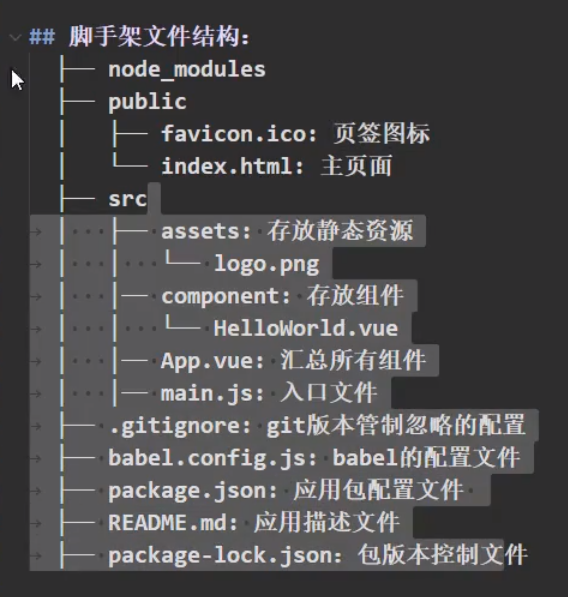 ## 脚手架文件结构:
├── node_modules
├── public
│   ├── favicon.ico: 页签图标
│   └── index.html: 主页面
├── src
│   ├── assets: 存放静态资源
│   │   └── logo.png
│   │── component: 存放组件
│   │   └── HelloWorld.vue
│   │── App.vue: 汇总所有组件
│   │── main.js: 入口文件
├── .gitignore: git版本管制忽略的配置
├── babel.config.js: babel的配置文件
├── package.json: 应用包配置文件
├── README.md: 应用描述文件
├── package-lock.json: 包版本控制文件